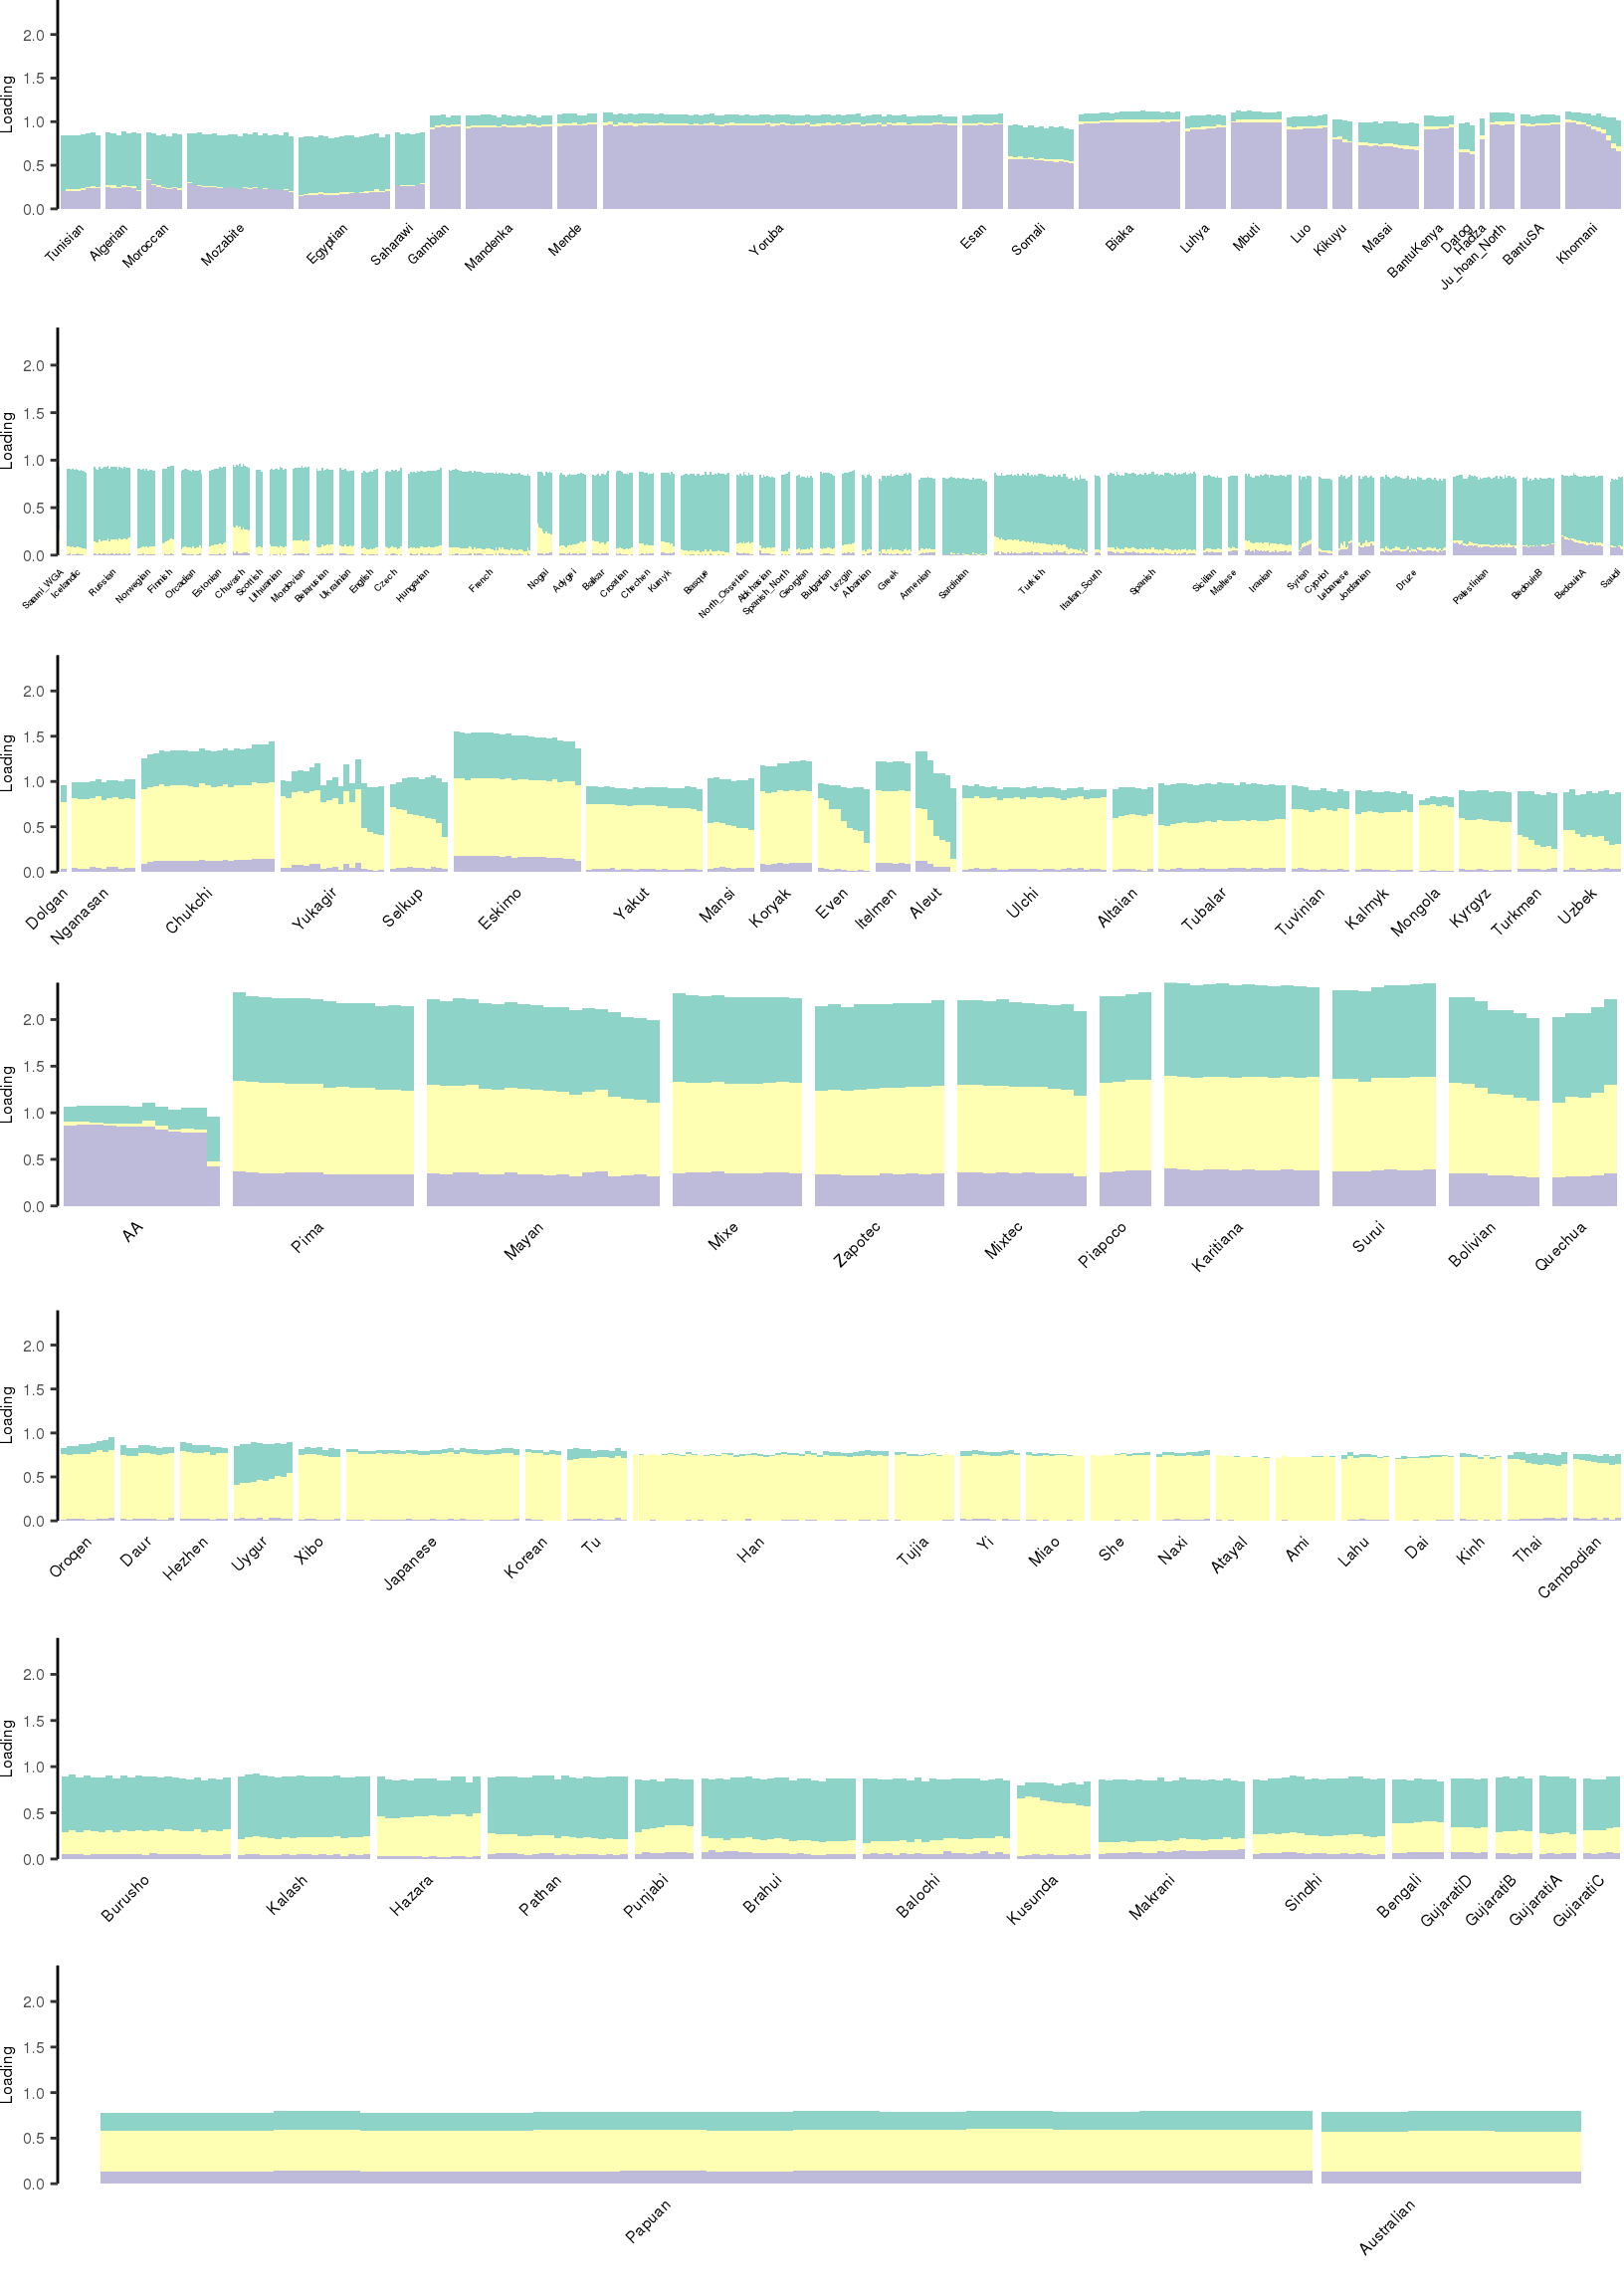 Loading
2.0
1.5
1.0
0.5
0.0
Tunisian Algerian Moroccan Mozabite Egyptian Saharawi Gambian Mandenka Mende Yoruba Esan Somali Biaka Luhya Mbuti Luo Kikuyu Masai BantuKenya Datog Hadza Ju_hoan_North BantuSA Khomani
Loading
2.0
1.5
1.0
0.5
0.0
Saami_WGA Icelandic Russian Norwegian Finnish Orcadian Estonian Chuvash Scottish Lithuanian Mordovian Belarusian Ukrainian English Czech Hungarian French Nogai Adygei Balkar Croatian Chechen Kumyk Basque North_Ossetian Abkhasian Spanish_North Georgian Bulgarian Lezgin Albanian Greek Armenian Sardinian Turkish Italian_South Spanish Sicilian Maltese Iranian Syrian Cypriot Lebanese Jordanian Druze Palestinian BedouinB BedouinA Saudi
Loading
2.0
1.5
1.0
0.5
0.0
Dolgan Nganasan Chukchi Yukagir Selkup Eskimo Yakut Mansi Koryak Even Itelmen Aleut Ulchi Altaian Tubalar Tuvinian Kalmyk Mongola Kyrgyz Turkmen Uzbek
Loading
2.0
1.5
1.0
0.5
0.0
AA Pima Mayan Mixe Zapotec Mixtec Piapoco Karitiana Surui Bolivian Quechua
Loading
2.0
1.5
1.0
0.5
0.0
Oroqen Daur Hezhen Uygur Xibo Japanese Korean Tu Han Tujia Yi Miao She Naxi Atayal Ami Lahu Dai Kinh Thai Cambodian
Loading
2.0
1.5
1.0
0.5
0.0
Burusho Kalash Hazara Pathan Punjabi Brahui Balochi Kusunda Makrani Sindhi Bengali GujaratiD GujaratiB GujaratiA GujaratiC
Loading
2.0
1.5
1.0
0.5
0.0
Papuan Australian